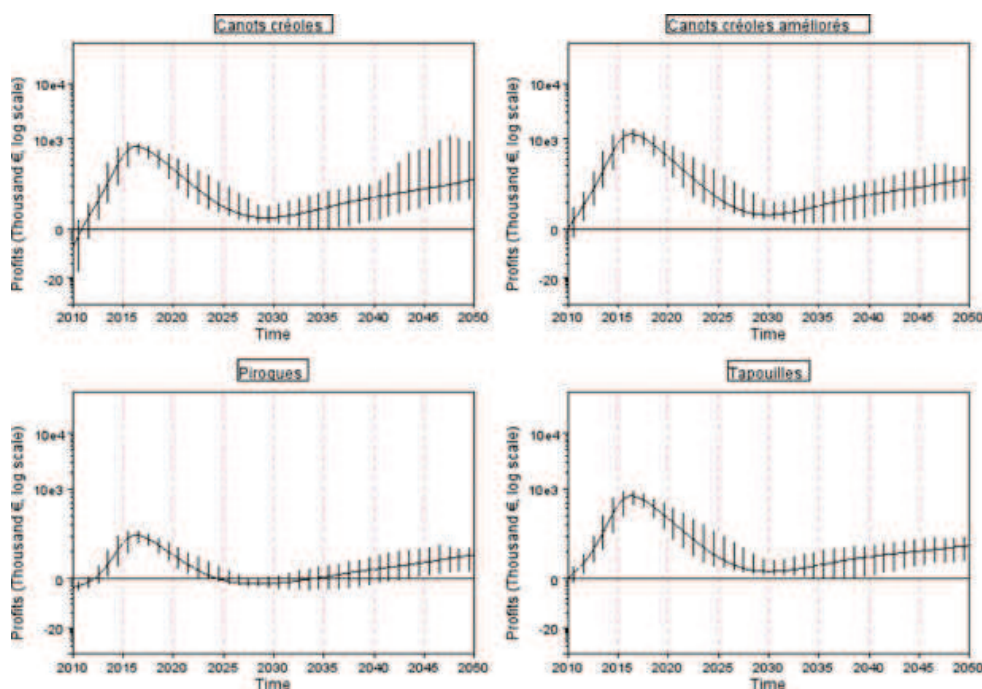 Canots créoles
Profits (Thousand €, log scale)
10e4
10e3
0
-20
2010 2015 2020 2025 2030 2035 2040 2045 2050
Time
Canots créoles améliorés
Profits (Thousand €, log scale)
10e4
10e3
0
-20
2010 2015 2020 2025 2030 2035 2040 2045 2050
Time
Pirogues
Profits (Thousand €, log scale)
10e4
10e3
0
-20
2010 2015 2020 2025 2030 2035 2040 2045 2050
Time
Tapouilles
Profits (Thousand €, log scale)
10e4
10e3
0
-20
2010 2015 2020 2025 2030 2035 2040 2045 2050
Time